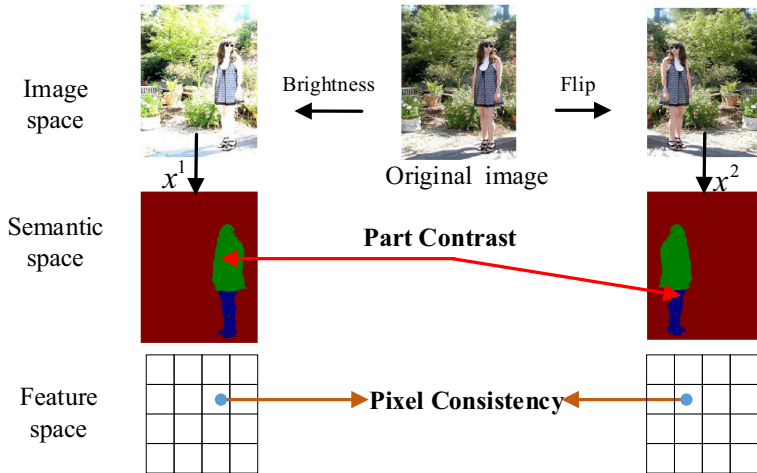 Image
space
Brightness
Flip
Original image
x¹
x²
Semantic
space
Part Contrast
Feature
space
Pixel Consistency